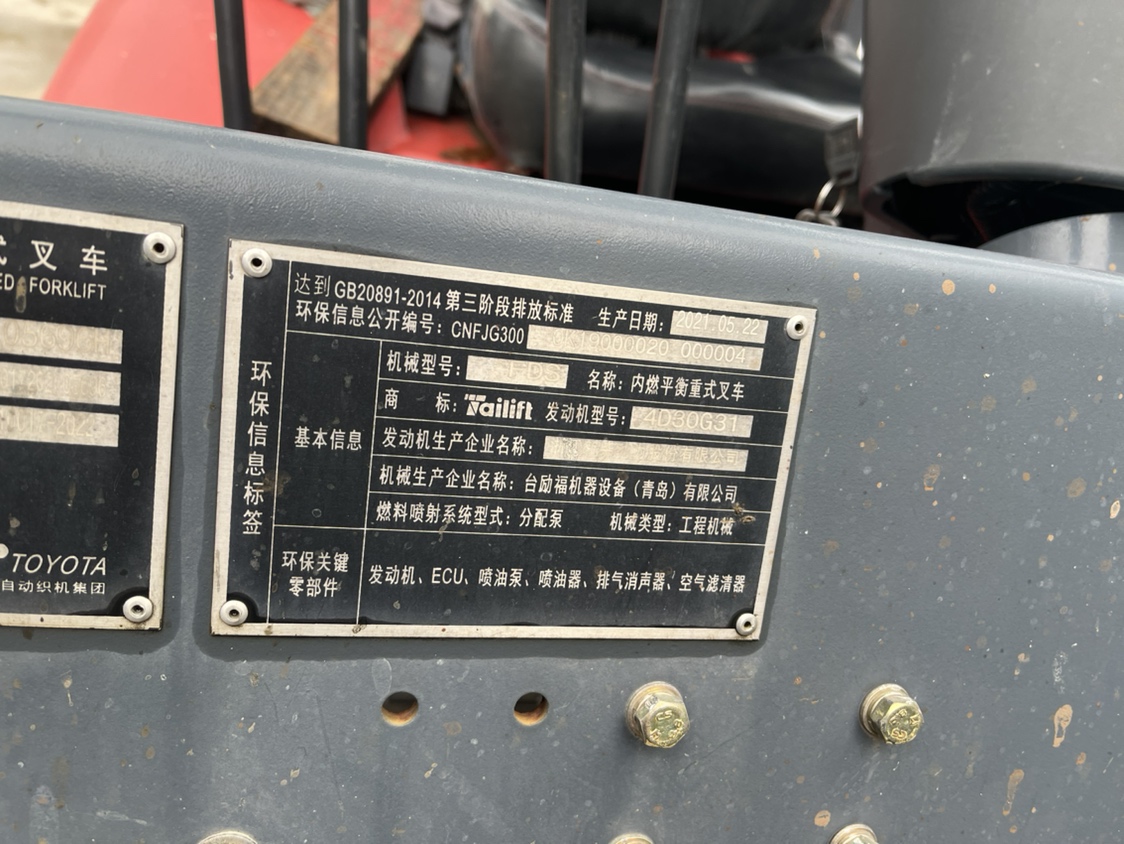 叉车
FORKLIFT
TOYOTA
自动织机集团
达到GB20891-2014第三阶段排放标准 生产日期：2021.05.22
环保信息公开编号：CNFJG300 000020 000004
环保信息标签
基本信息
机械型号： 名称：内燃平衡重式叉车
商 标：Tailift 发动机型号：4D30G31
发动机生产企业名称： 有限公司
机械生产企业名称：台励福机器设备（青岛）有限公司
燃料喷射系统型式：分配泵 机械类型：工程机械
环保关键零部件
发动机、ECU、喷油泵、喷油器、排气消声器、空气滤清器